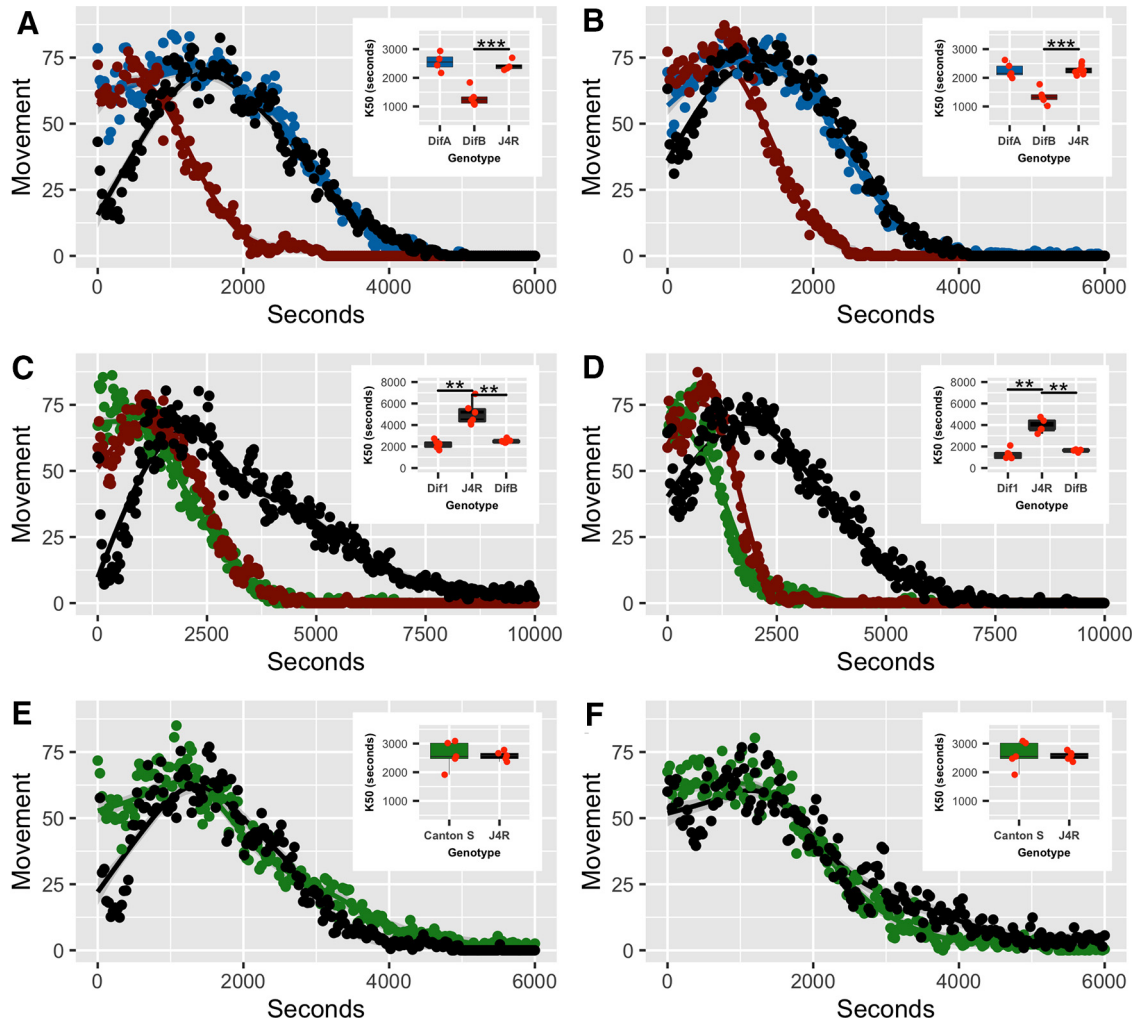 A
Movement
75
50
25
0
0 2000 4000 6000
Seconds
K50 (seconds)
3000
2000
1000
***
DifA DifB J4R
Genotype
B
Movement
75
50
25
0
0 2000 4000 6000
Seconds
K50 (seconds)
3000
2000
1000
***
DifA DifB J4R
Genotype
C
Movement
75
50
25
0
0 2500 5000 7500 10000
Seconds
K50 (seconds)
8000
6000
4000
2000
0
** **
Dif1 J4R DifB
Genotype
D
Movement
75
50
25
0
0 2500 5000 7500 10000
Seconds
K50 (seconds)
8000
6000
4000
2000
0
** **
Dif1 J4R DifB
Genotype
E
Movement
75
50
25
0
0 2000 4000 6000
Seconds
K50 (seconds)
3000
2000
1000
Canton S J4R
Genotype
F
Movement
75
50
25
0
0 2000 4000 6000
Seconds
K50 (seconds)
3000
2000
1000
Canton S J4R
Genotype